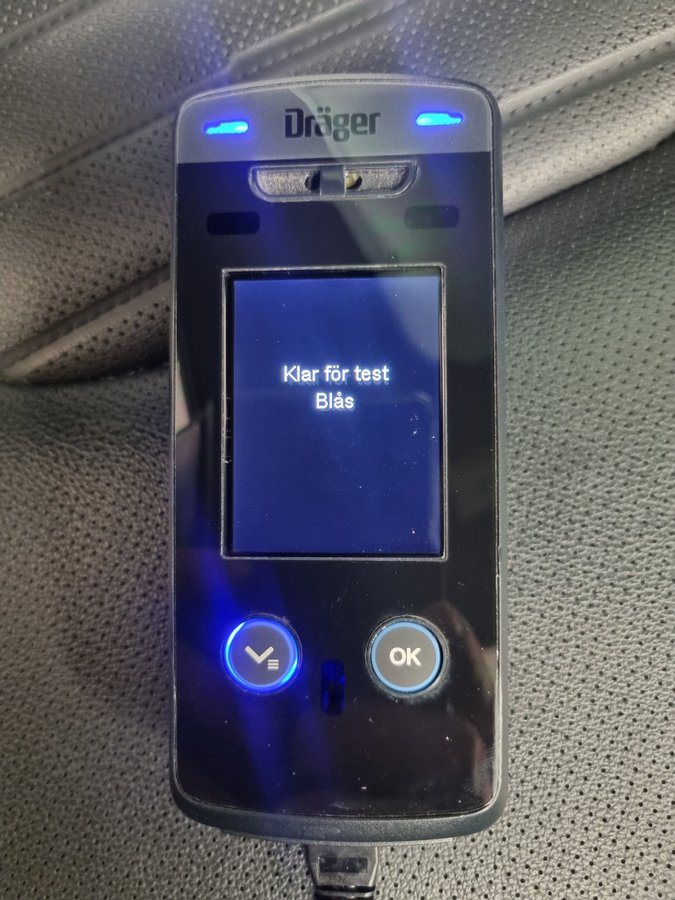 Dräger
Klar för test
Blås
OK